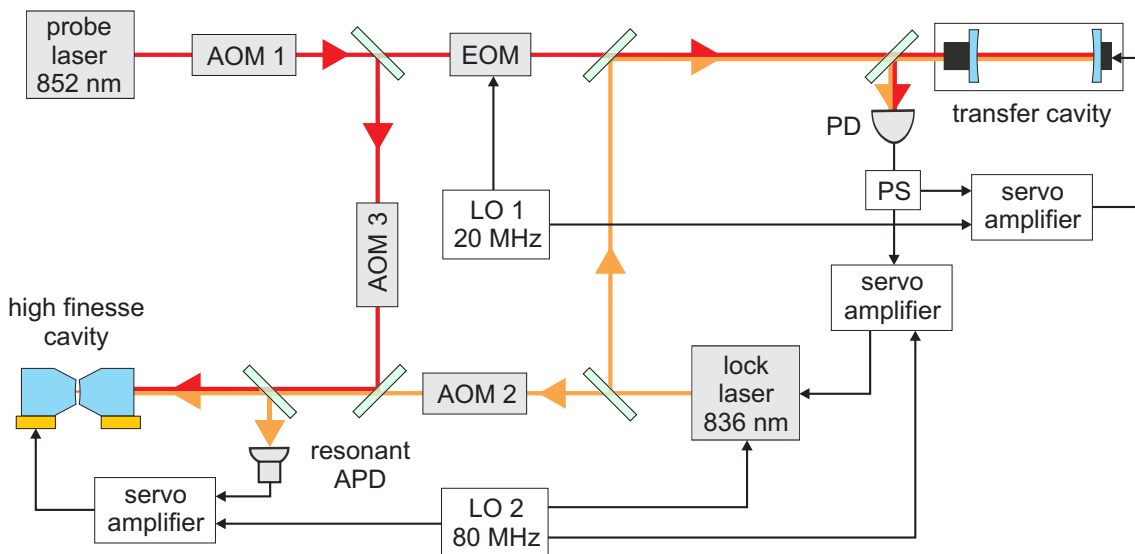 probe
laser
852 nm
AOM 1
EOM
transfer cavity
PD
PS
LO 1
20 MHz
servo
amplifier
AOM 3
servo
amplifier
high finesse
cavity
AOM 2
lock
laser
836 nm
resonant
APD
servo
amplifier
LO 2
80 MHz